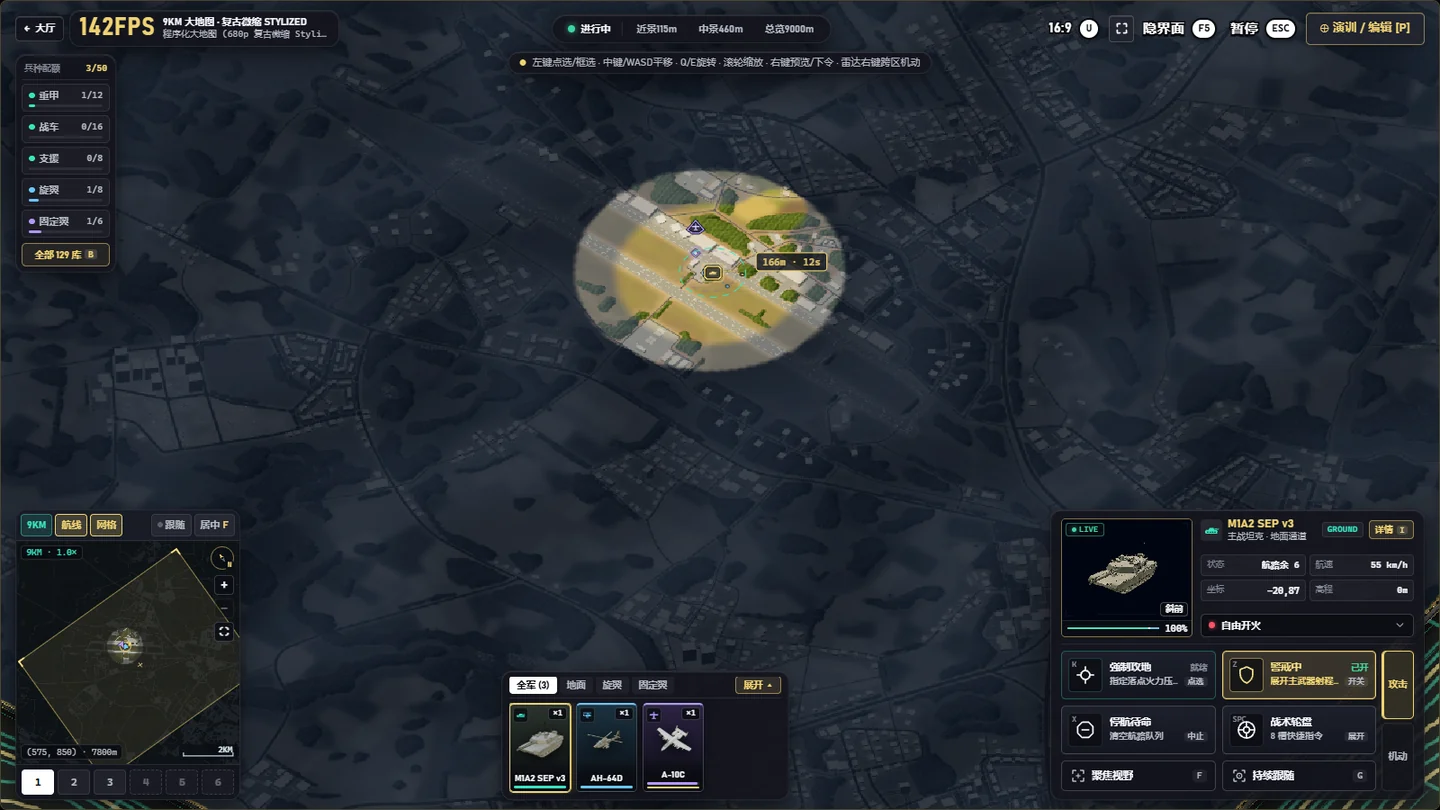 ← 大厅
142FPS
9KM 大地图 · 复古微缩 STYLIZED
程序化大地图 (680p 复古微缩 Styli…
进行中
近景115m
中景460m
总览9000m
16:9 U
隐界面 F5
暂停 ESC
演训 / 编辑 [P]
左键点选/框选 · 中键/WASD平移 · Q/E旋转 · 滚轮缩放 · 右键预览/下令 · 雷达右键跨区机动
兵种配额 3/50
重甲 1/12
战车 0/16
支援 0/8
旋翼 1/8
固定翼 1/6
全部 129 库 B
166m · 12s
9KM
航线
网格
跟随
居中 F
9KM · 1.0×
N
+
−
(575, 850) · 7800m
2KM
1
2
3
4
5
6
全军 (3)
地面
旋翼
固定翼
展开
×1
M1A2 SEP v3
×1
AH-64D
×1
A-10C
LIVE
斜前
100%
M1A2 SEP v3
主战坦克 · 地面通道
GROUND
详情 I
状态 航路余 6
航速 55 km/h
坐标 -20,87
高程 0m
自由开火
K
强制攻地 就绪
指定落点火力压… 点选
Z
警戒中 已开
展开主武器射程… 开关
攻击
X
停航待命
清空航路队列 中止
SPC
战术轮盘
8 槽快捷指令 展开
机动
聚焦视野 F
持续跟随 G